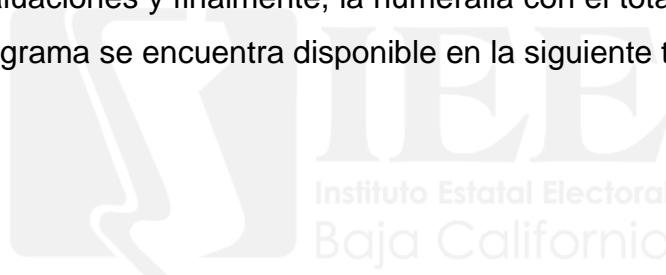 aluaciones y finalmente, la numeralia con el tota
grama se encuentra disponible en la siguiente t
IEE
Instituto Estatal Electoral
Baja California